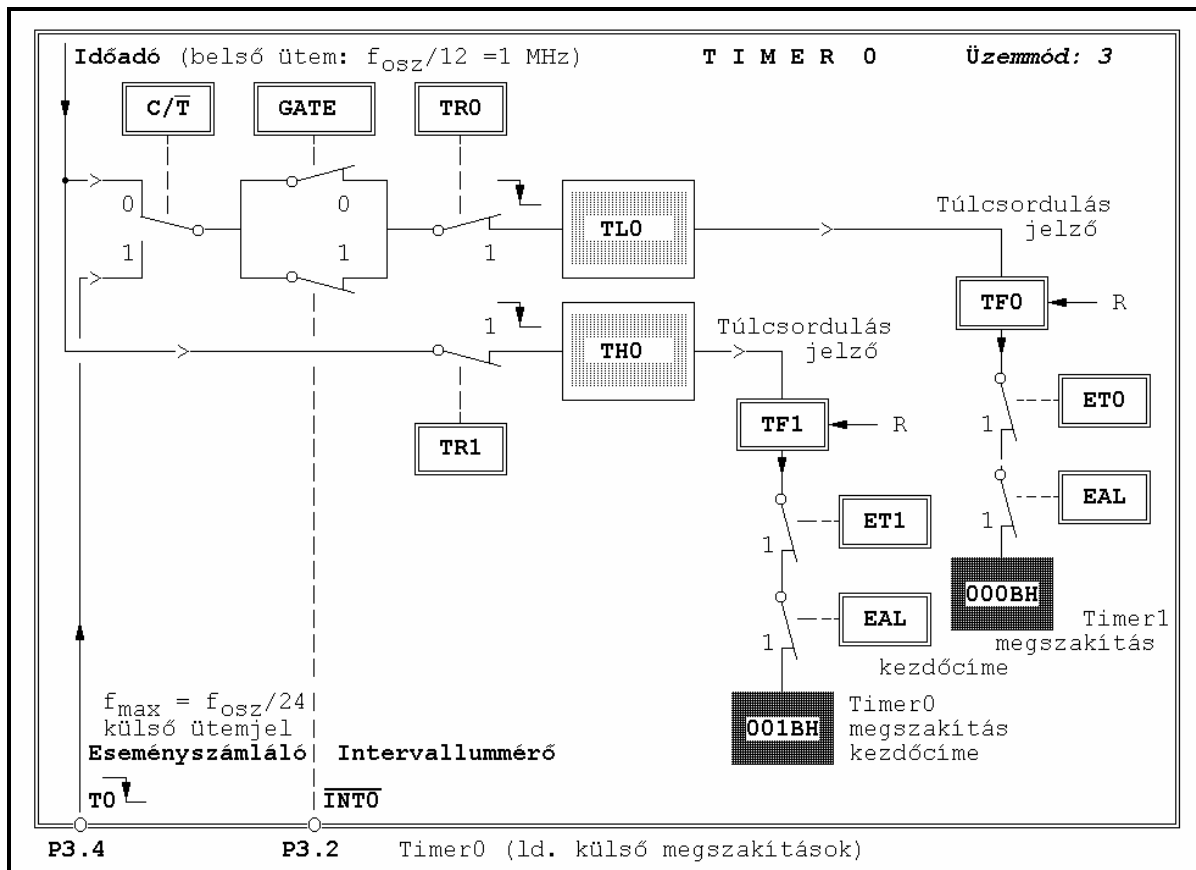 Időadó (belső ütem: fosz/12 =1 MHz) T I M E R 0 Üzemmód: 3
C/T̅ GATE TR0
0 0
TL0
1 1 1
Túlcsordulás
jelző
TF0 R
1
TH0
Túlcsordulás
jelző
TR1
TF1 R
1 ET0
1 EAL
1 ET1
000BH
Timer1
megszakítás
1 EAL
kezdőcíme
fmax = fosz/24
külső ütemjel
001BH
Timer0
megszakítás
kezdőcíme
Eseményszámláló Intervallummérő
T0 I̅N̅T̅0̅
P3.4 P3.2 Timer0 (ld. külső megszakítások)